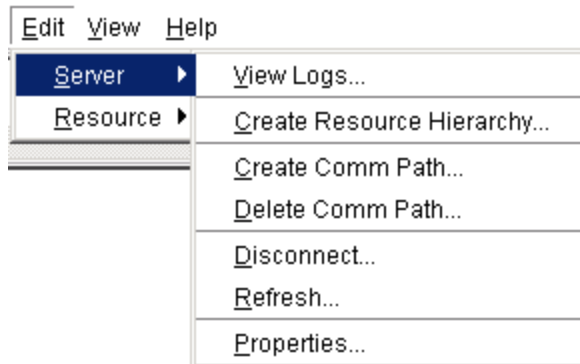 Edit View Help
Server
Resource
View Logs...
Create Resource Hierarchy...
Create Comm Path...
Delete Comm Path...
Disconnect...
Refresh...
Properties...